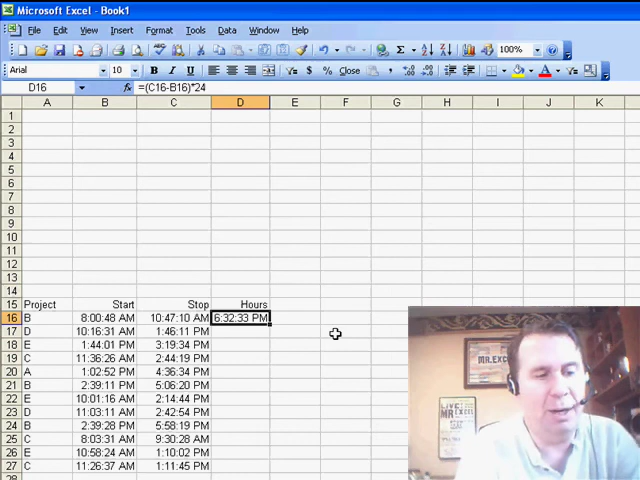 Microsoft Excel - Book1
File Edit View Insert Format Tools Data Window Help
Σ 100%
Arial 10 B I U $ % Close A
D16 fx =(C16-B16)*24
A B C D E F G H I J K
1
2
3
4
5
6
7
8
9
10
11
12
13
14
15 Project Start Stop Hours
16 B 8:00:48 AM 10:47:10 AM 6:32:33 PM
17 D 10:16:31 AM 1:46:11 PM
18 E 1:44:01 PM 3:19:34 PM
19 C 11:36:26 AM 2:44:19 PM
20 A 1:02:52 PM 4:36:34 PM
21 B 2:39:11 PM 5:06:20 PM
22 E 10:01:16 AM 2:14:44 PM
23 D 11:03:11 AM 2:42:54 PM
24 B 2:39:28 PM 5:58:19 PM
25 C 8:03:31 AM 9:30:28 AM
26 E 10:58:24 AM 1:10:02 PM
27 C 11:26:37 AM 1:11:45 PM
28
MR.EXCEL
LIVE
MR EXCEL